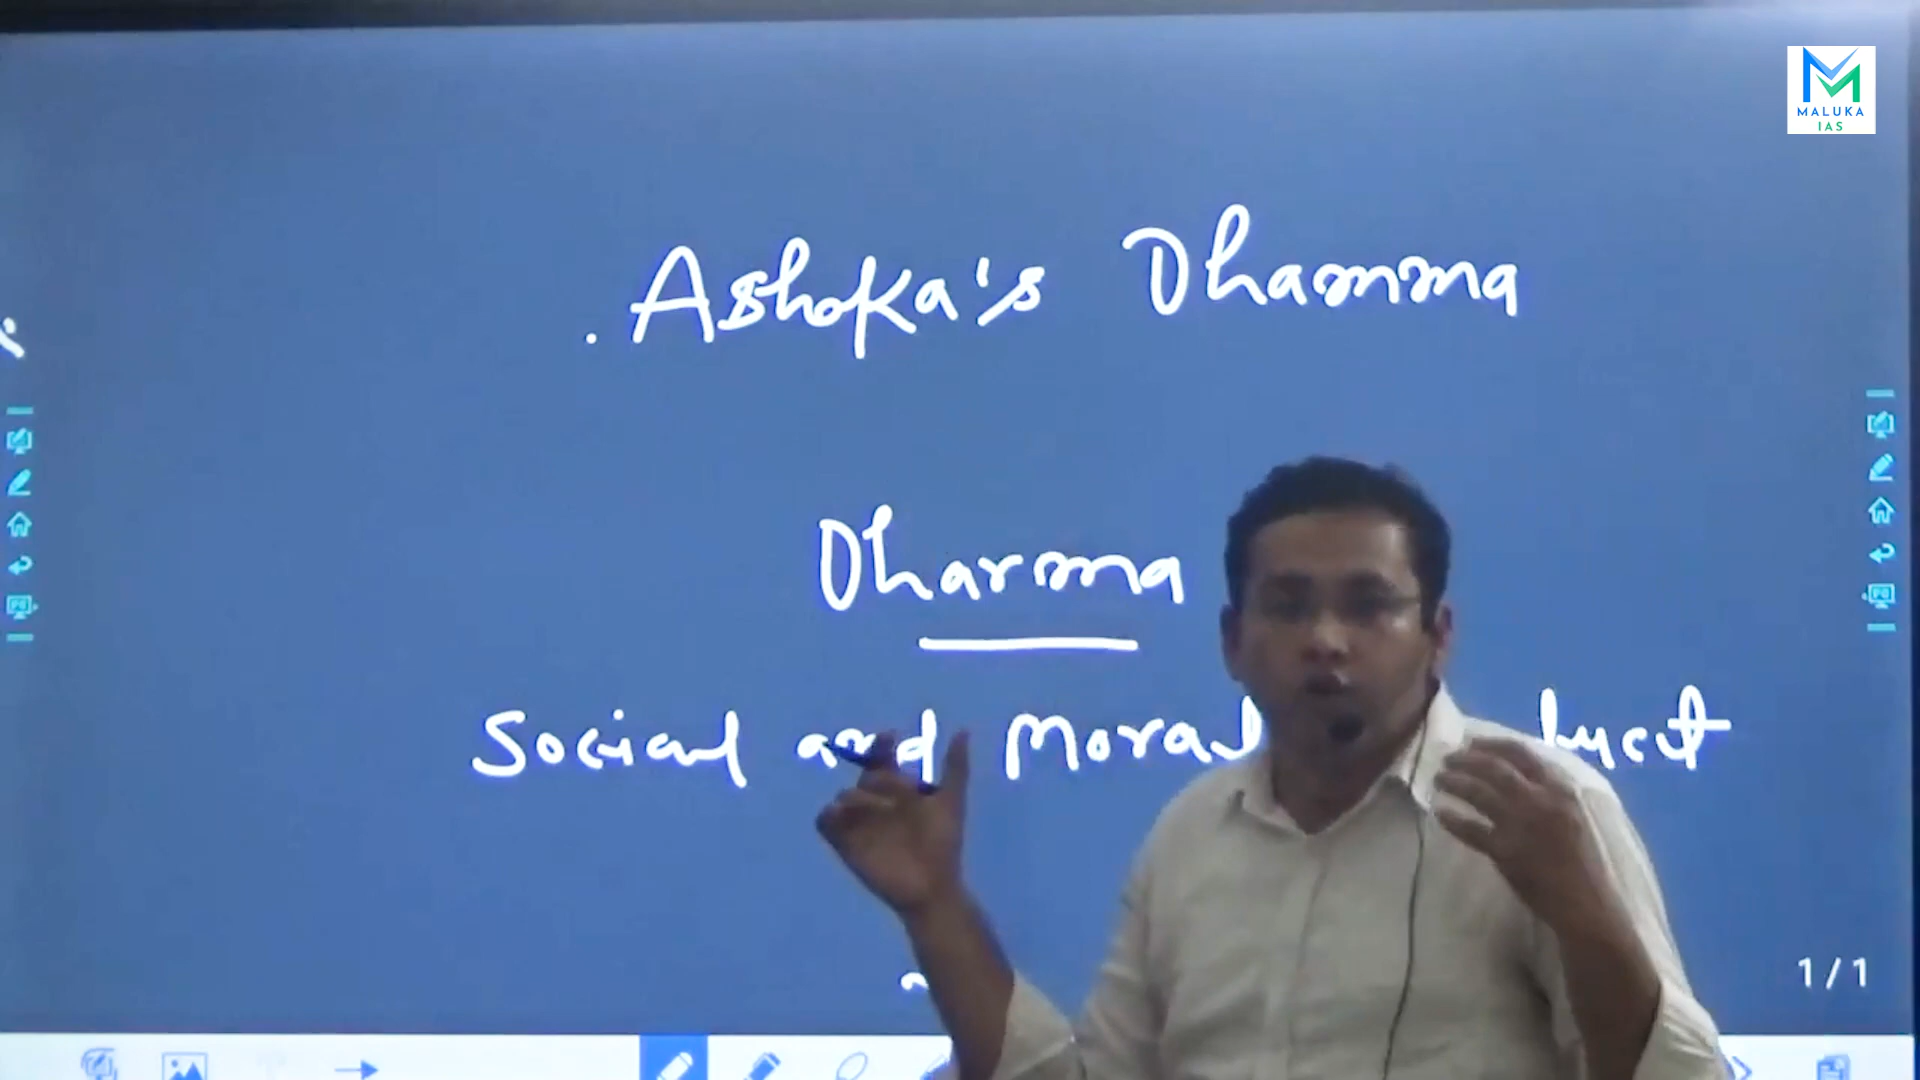 MALUKA
IAS
. Ashoka's Dhamma
Dharma
Social and Moral
1/1